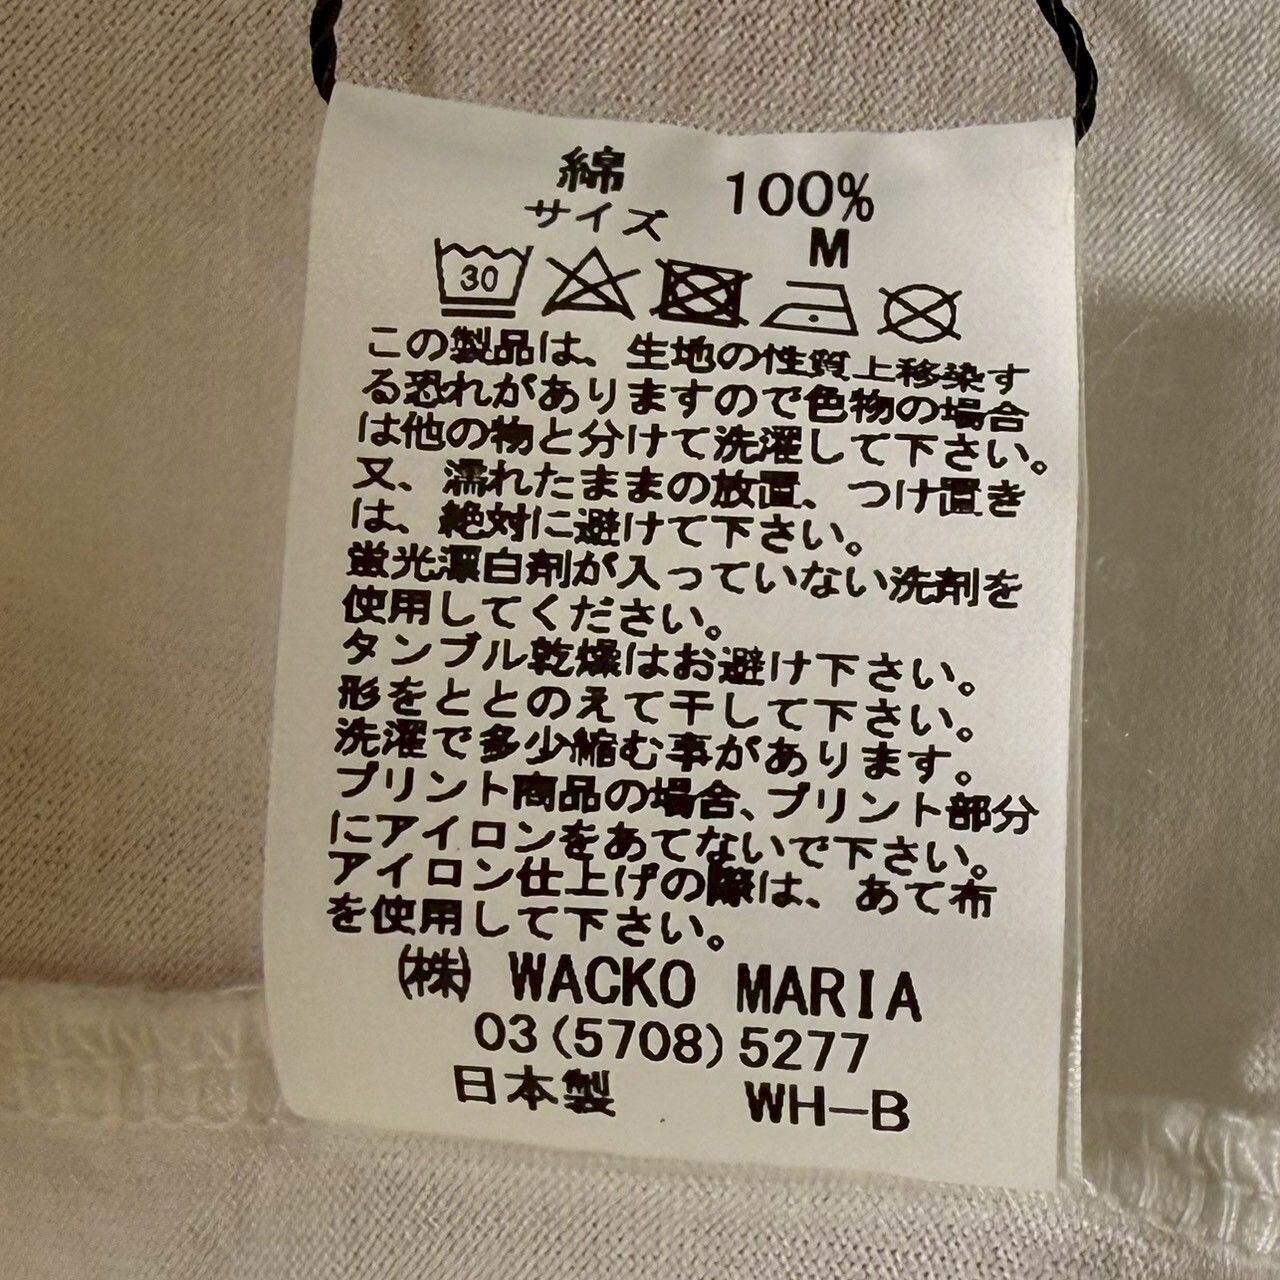 綿 100%
サイズ M
30
この製品は、生地の性質上移染す
る恐れがありますので色物の場合
は他の物と分けて洗濯して下さい。
又、濡れたままの放置、つけ置き
は、絶対に避けて下さい。
蛍光漂白剤が入っていない洗剤を
使用してください。
タンブル乾燥はお避け下さい。
形をととのえて干して下さい。
洗濯で多少縮む事があります。
プリント商品の場合、プリント部分
にアイロンをあてないで下さい。
アイロン仕上げの際は、あて布
を使用して下さい。
(株) WACKO MARIA
03(5708)5277
日本製 WH-B